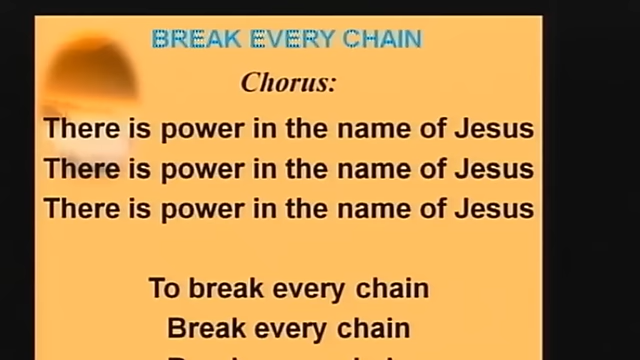 BREAK EVERY CHAIN
Chorus:
There is power in the name of Jesus
There is power in the name of Jesus
There is power in the name of Jesus
To break every chain
Break every chain